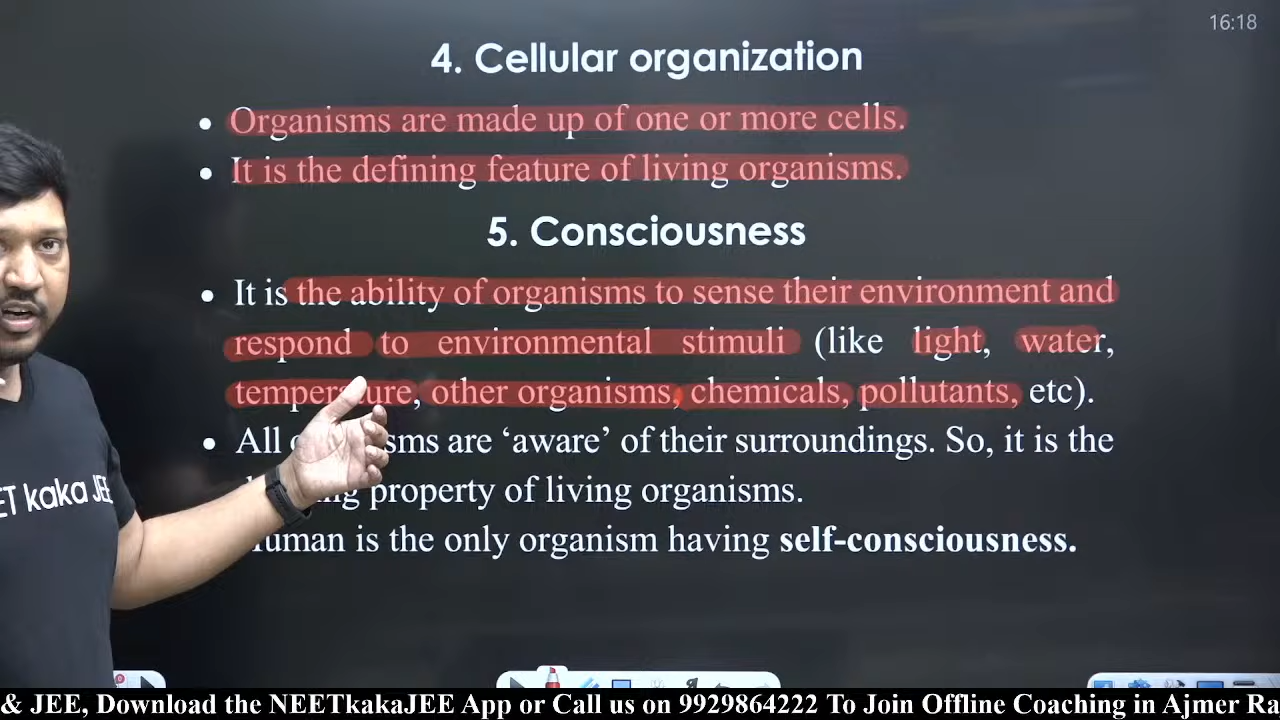 16:18
4. Cellular organization
• Organisms are made up of one or more cells.
• It is the defining feature of living organisms.
5. Consciousness
• It is the ability of organisms to sense their environment and
respond to environmental stimuli (like light, water,
temperature, other organisms, chemicals, pollutants, etc).
• All are ‘aware’ of their surroundings. So, it is the
property of living organisms.
is the only organism having self-consciousness.
kaka JEE
& JEE, Download the NEETkakaJEE App or Call us on 9929864222 To Join Offline Coaching in Ajmer Ra